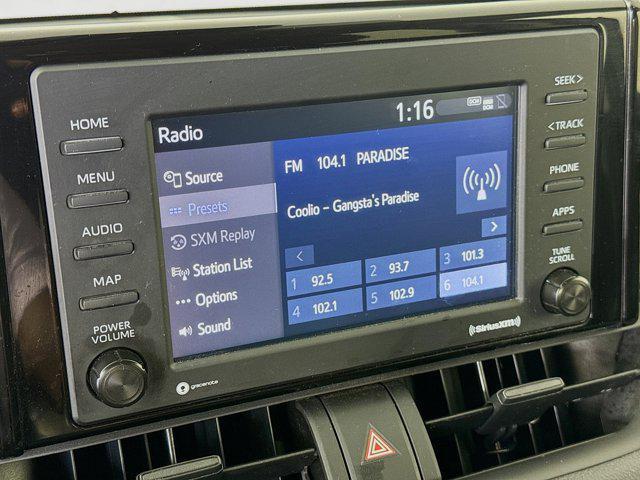 HOME
MENU
AUDIO
MAP
POWER
VOLUME
1:16
DCM
Radio
Source
Presets
SXM Replay
Station List
Options
Sound
FM 104.1 PARADISE
Coolio - Gangsta's Paradise
<
>
1 92.5
2 93.7
3 101.3
4 102.1
5 102.9
6 104.1
SEEK>
<TRACK
PHONE
APPS
TUNE
SCROLL
gracenote
((SiriusXM))